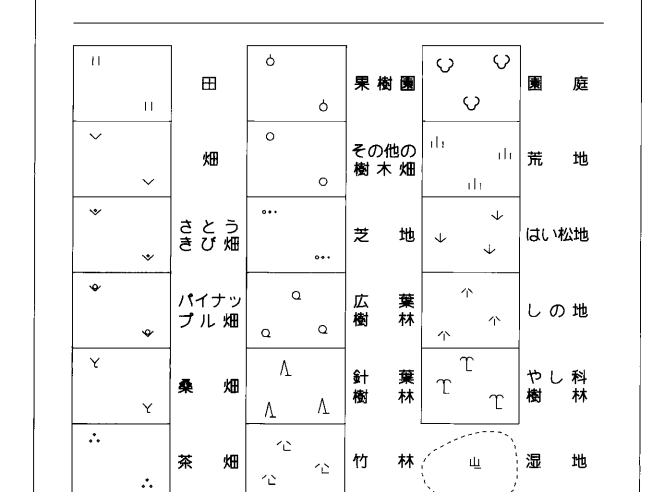 田
畑
さとう
きび畑
パイナッ
プル畑
桑畑
茶畑
果樹園
その他の
樹木畑
芝地
広葉
樹林
針葉
樹林
竹林
園庭
荒地
はい松地
しの地
やし科
樹林
湿地